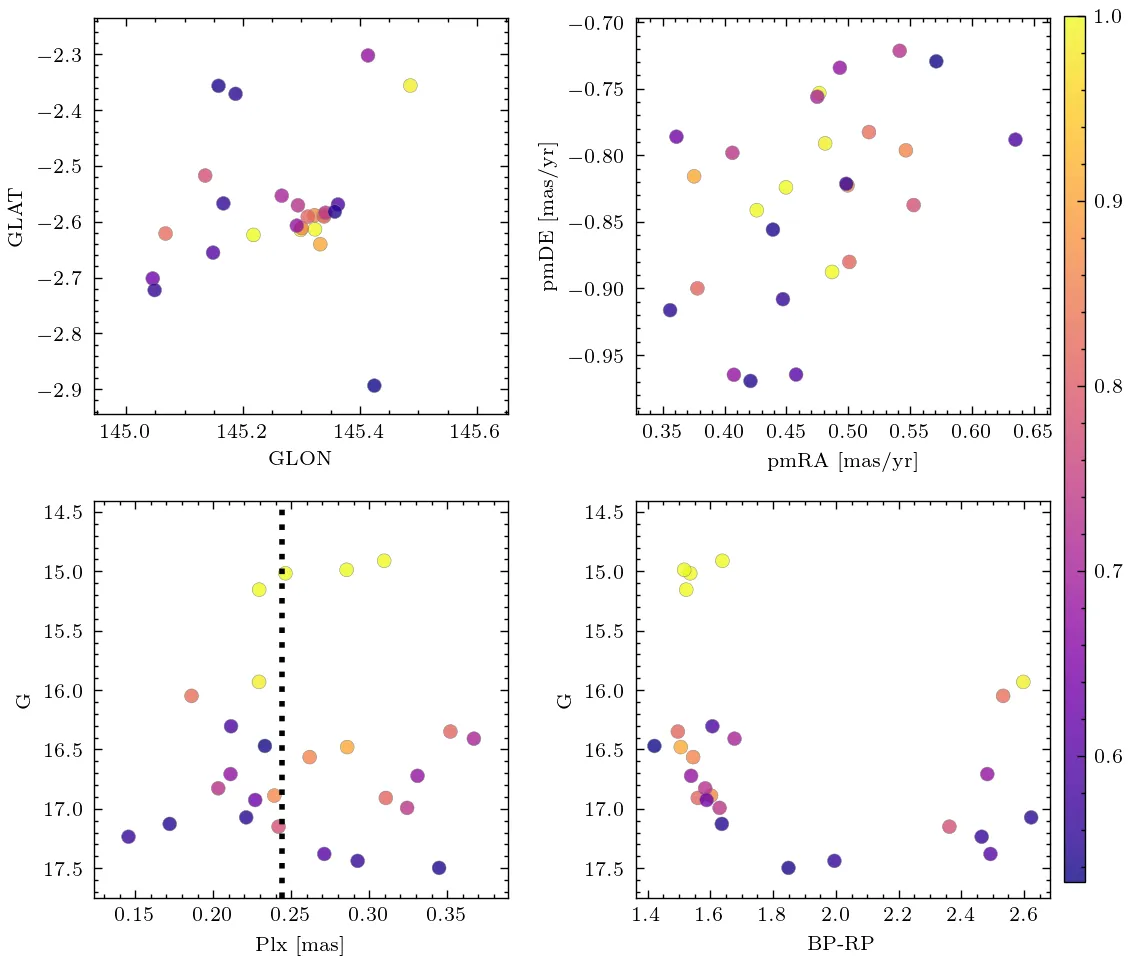 −2.3
−2.4
−2.5
−2.6
−2.7
−2.8
−2.9
GLAT
145.0 145.2 145.4 145.6
GLON
−0.70
−0.75
−0.80
−0.85
−0.90
−0.95
pmDE [mas/yr]
0.35 0.40 0.45 0.50 0.55 0.60 0.65
pmRA [mas/yr]
14.5
15.0
15.5
16.0
16.5
17.0
17.5
G
0.15 0.20 0.25 0.30 0.35
Plx [mas]
14.5
15.0
15.5
16.0
16.5
17.0
17.5
G
1.4 1.6 1.8 2.0 2.2 2.4 2.6
BP-RP
1.0
0.9
0.8
0.7
0.6